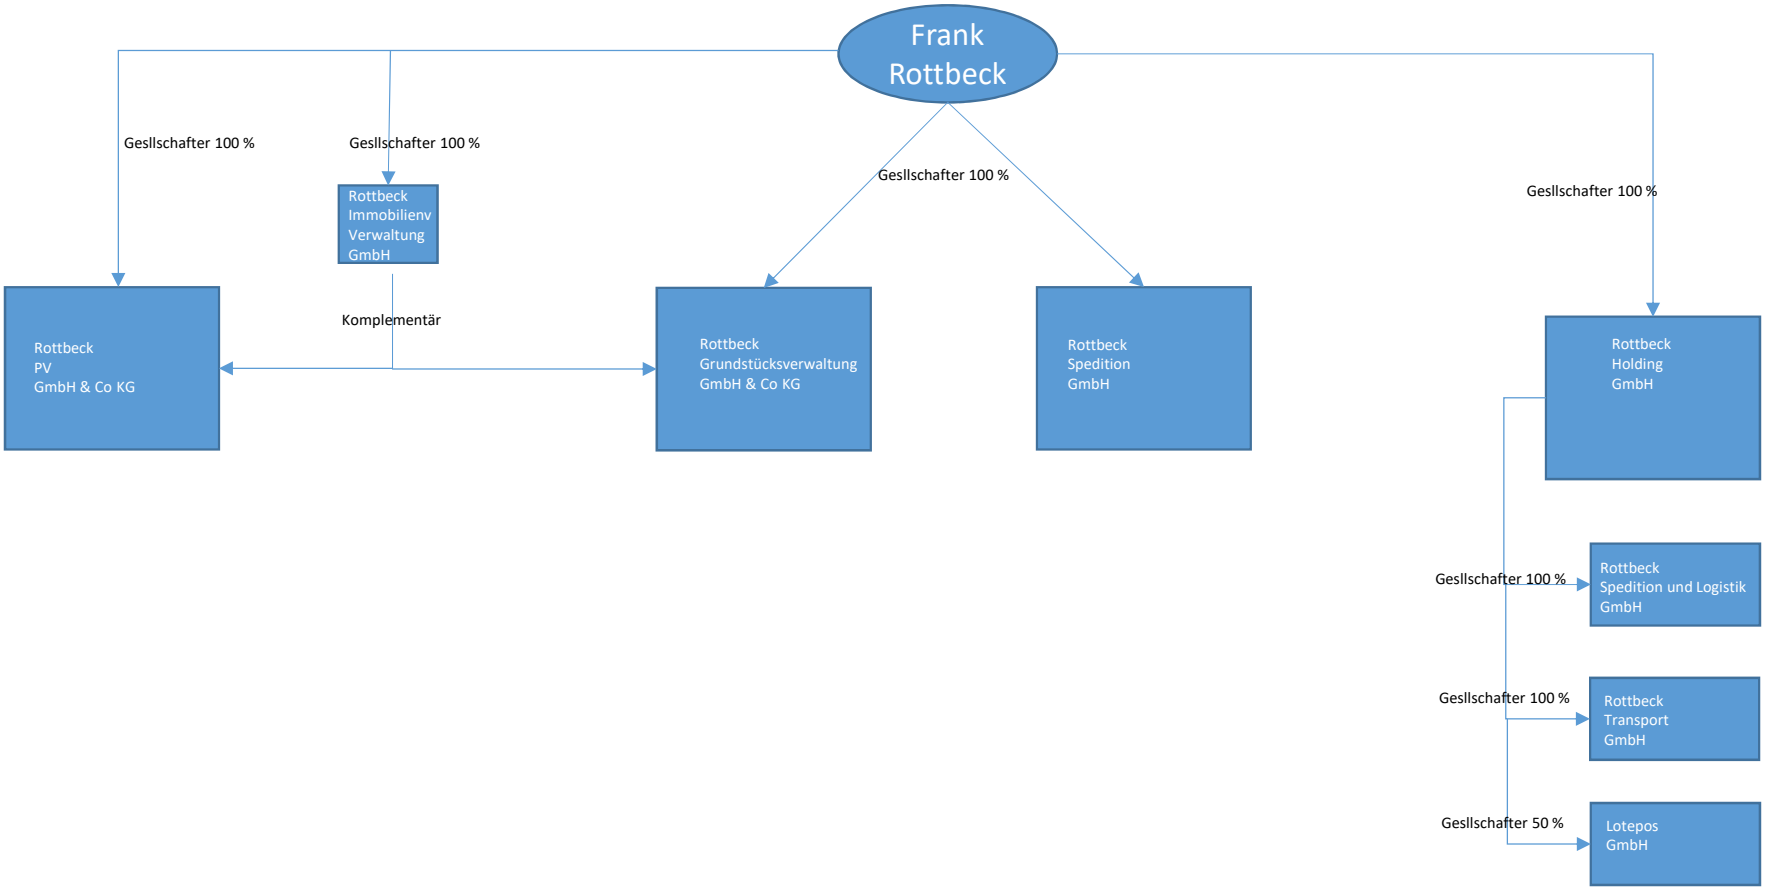 Frank
Rottbeck
Gesllschafter 100 %
Gesllschafter 100 %
Gesllschafter 100 %
Gesllschafter 100 %
Rottbeck
Immobilienv
Verwaltung
GmbH
Komplementär
Rottbeck
PV
GmbH & Co KG
Rottbeck
Grundstücksverwaltung
GmbH & Co KG
Rottbeck
Spedition
GmbH
Rottbeck
Holding
GmbH
Gesllschafter 100 %
Rottbeck
Spedition und Logistik
GmbH
Gesllschafter 100 %
Rottbeck
Transport
GmbH
Gesllschafter 50 %
Lotepos
GmbH